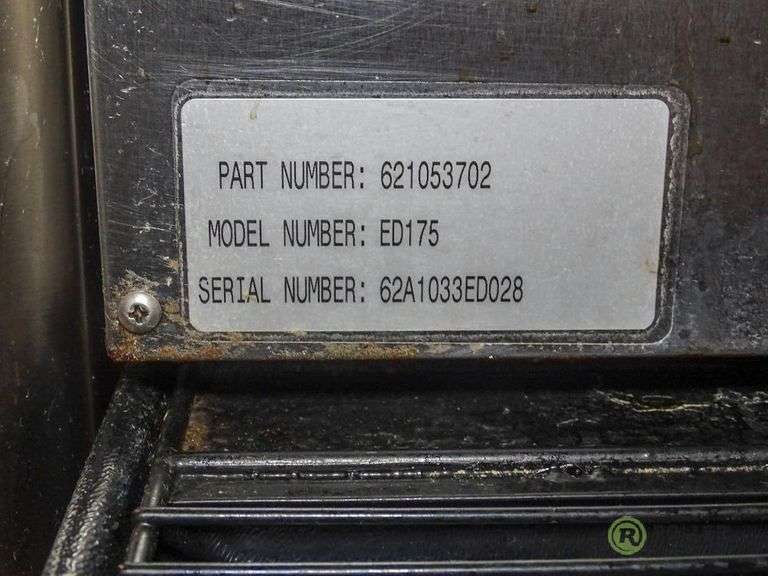 PART NUMBER: 621053702
MODEL NUMBER: ED175
SERIAL NUMBER: 62A1033ED028
R